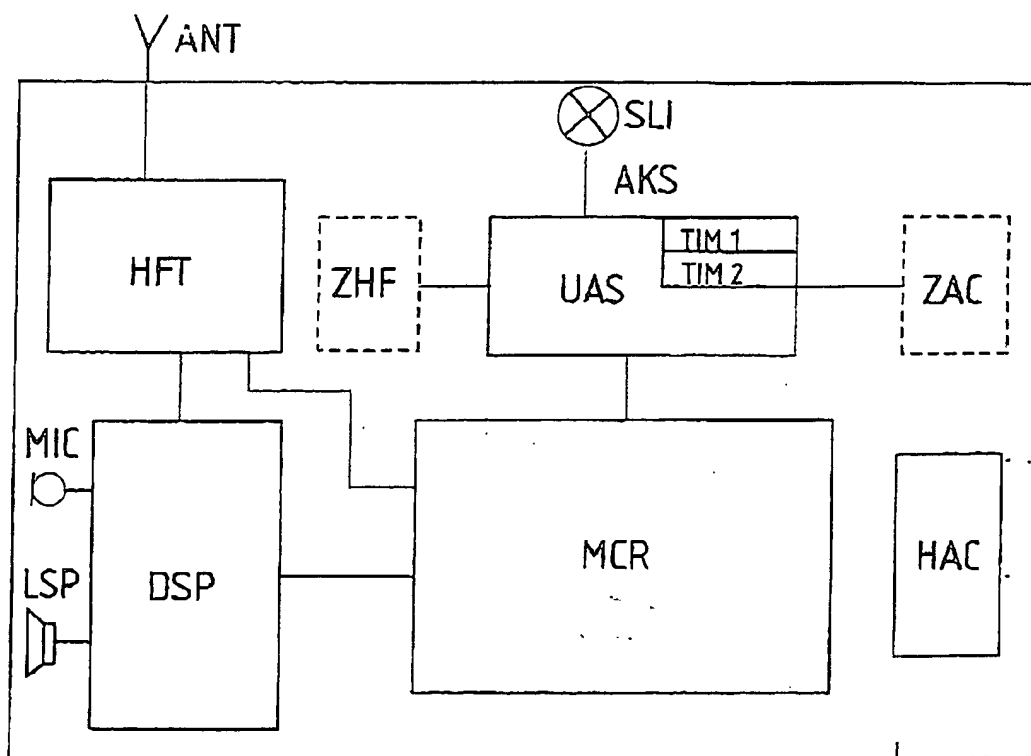 ANT
SLI
AKS
HFT
ZHF
UAS
TIM 1
TIM 2
ZAC
MIC
LSP
DSP
MCR
HAC